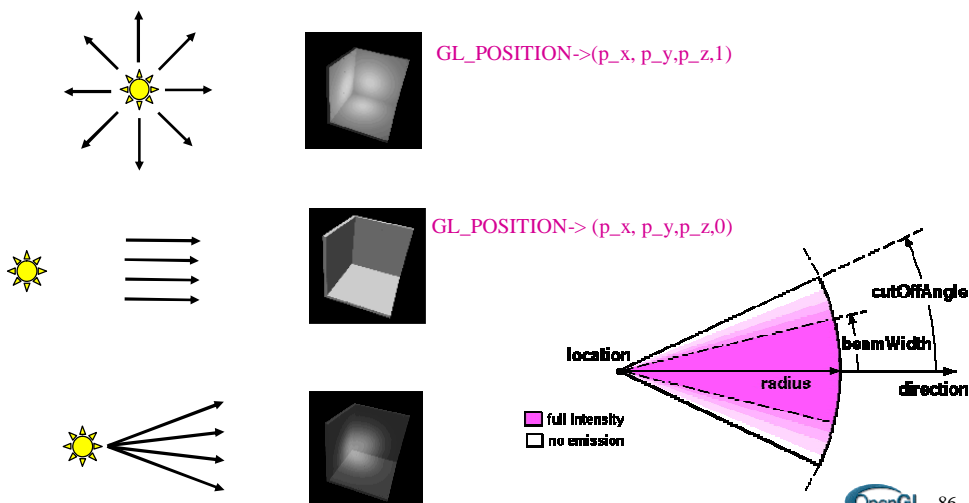 GL_POSITION->(p_x, p_y,p_z,1)
GL_POSITION-> (p_x, p_y,p_z,0)
cutOffAngle
beamWidth
location
radius
direction
full intensity
no emission
OpenGL
86